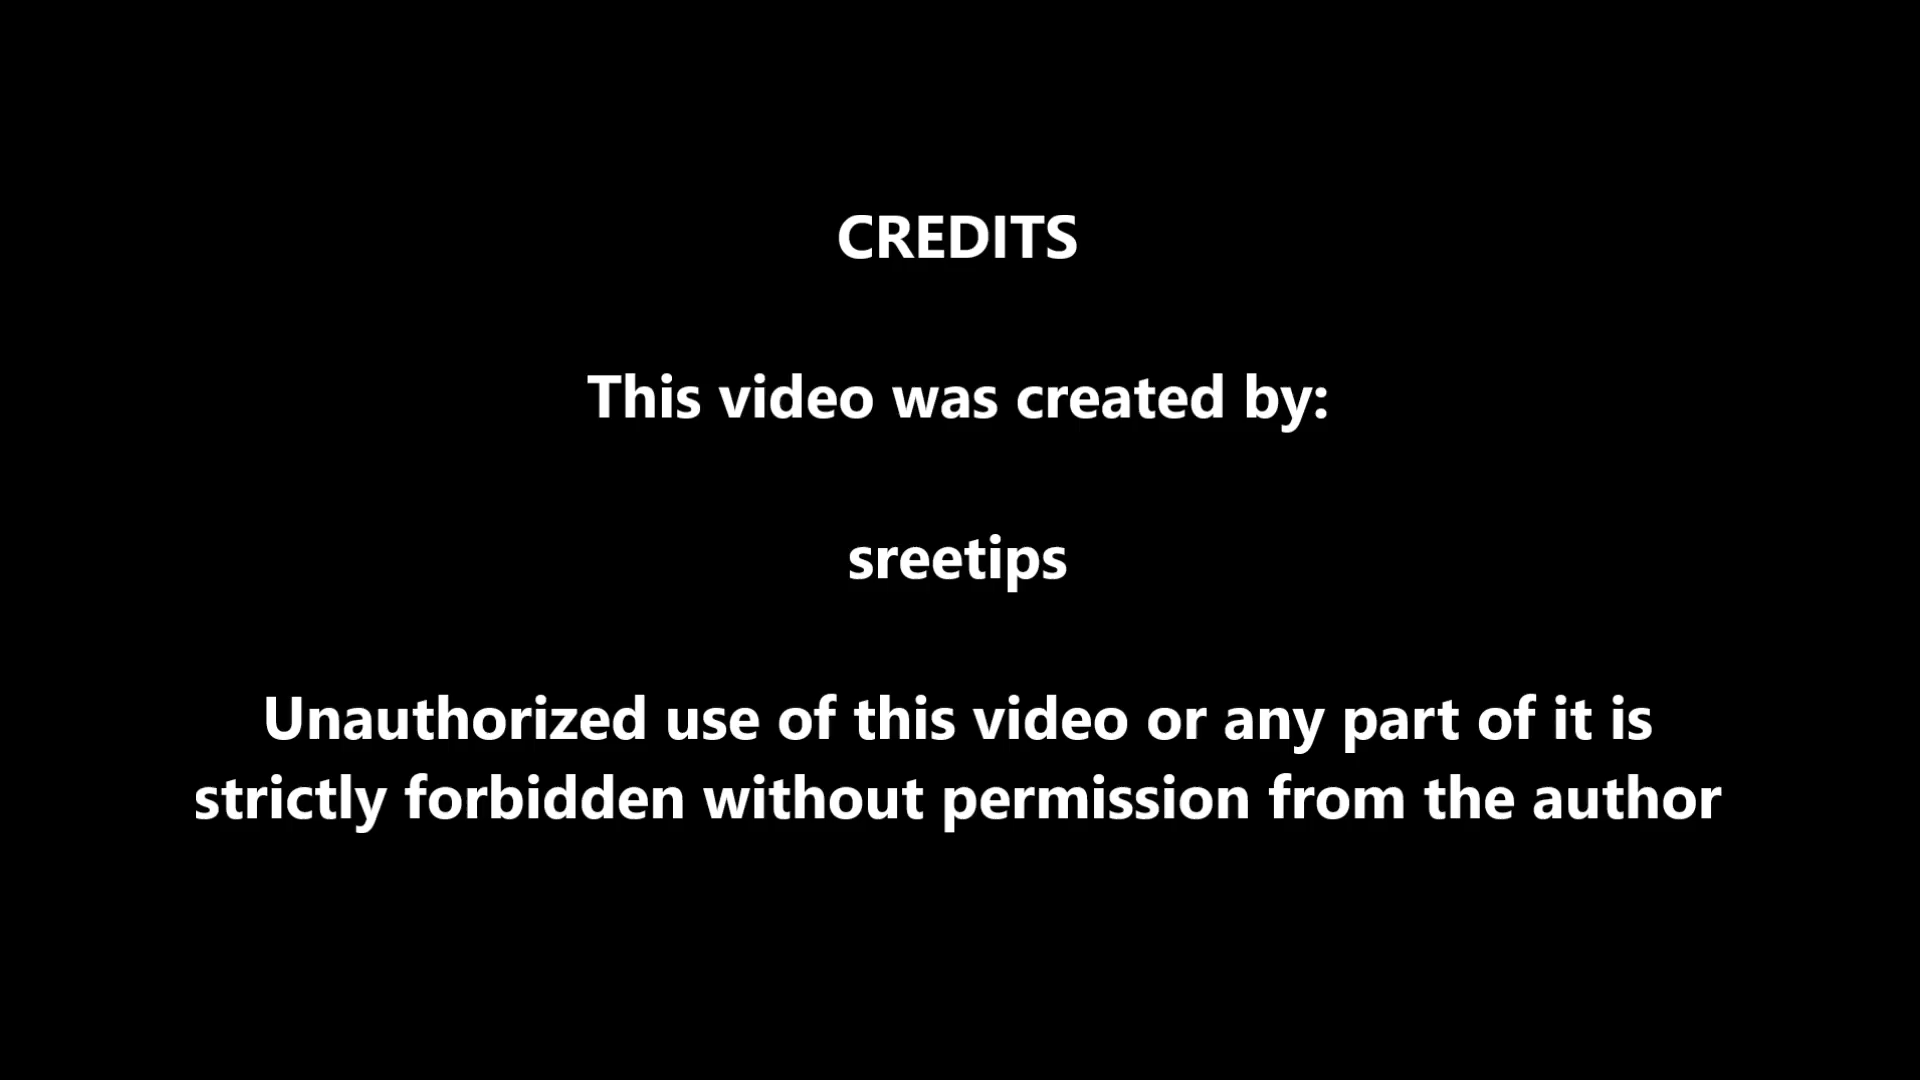 CREDITS
This video was created by:
sreetips
Unauthorized use of this video or any part of it is
strictly forbidden without permission from the author